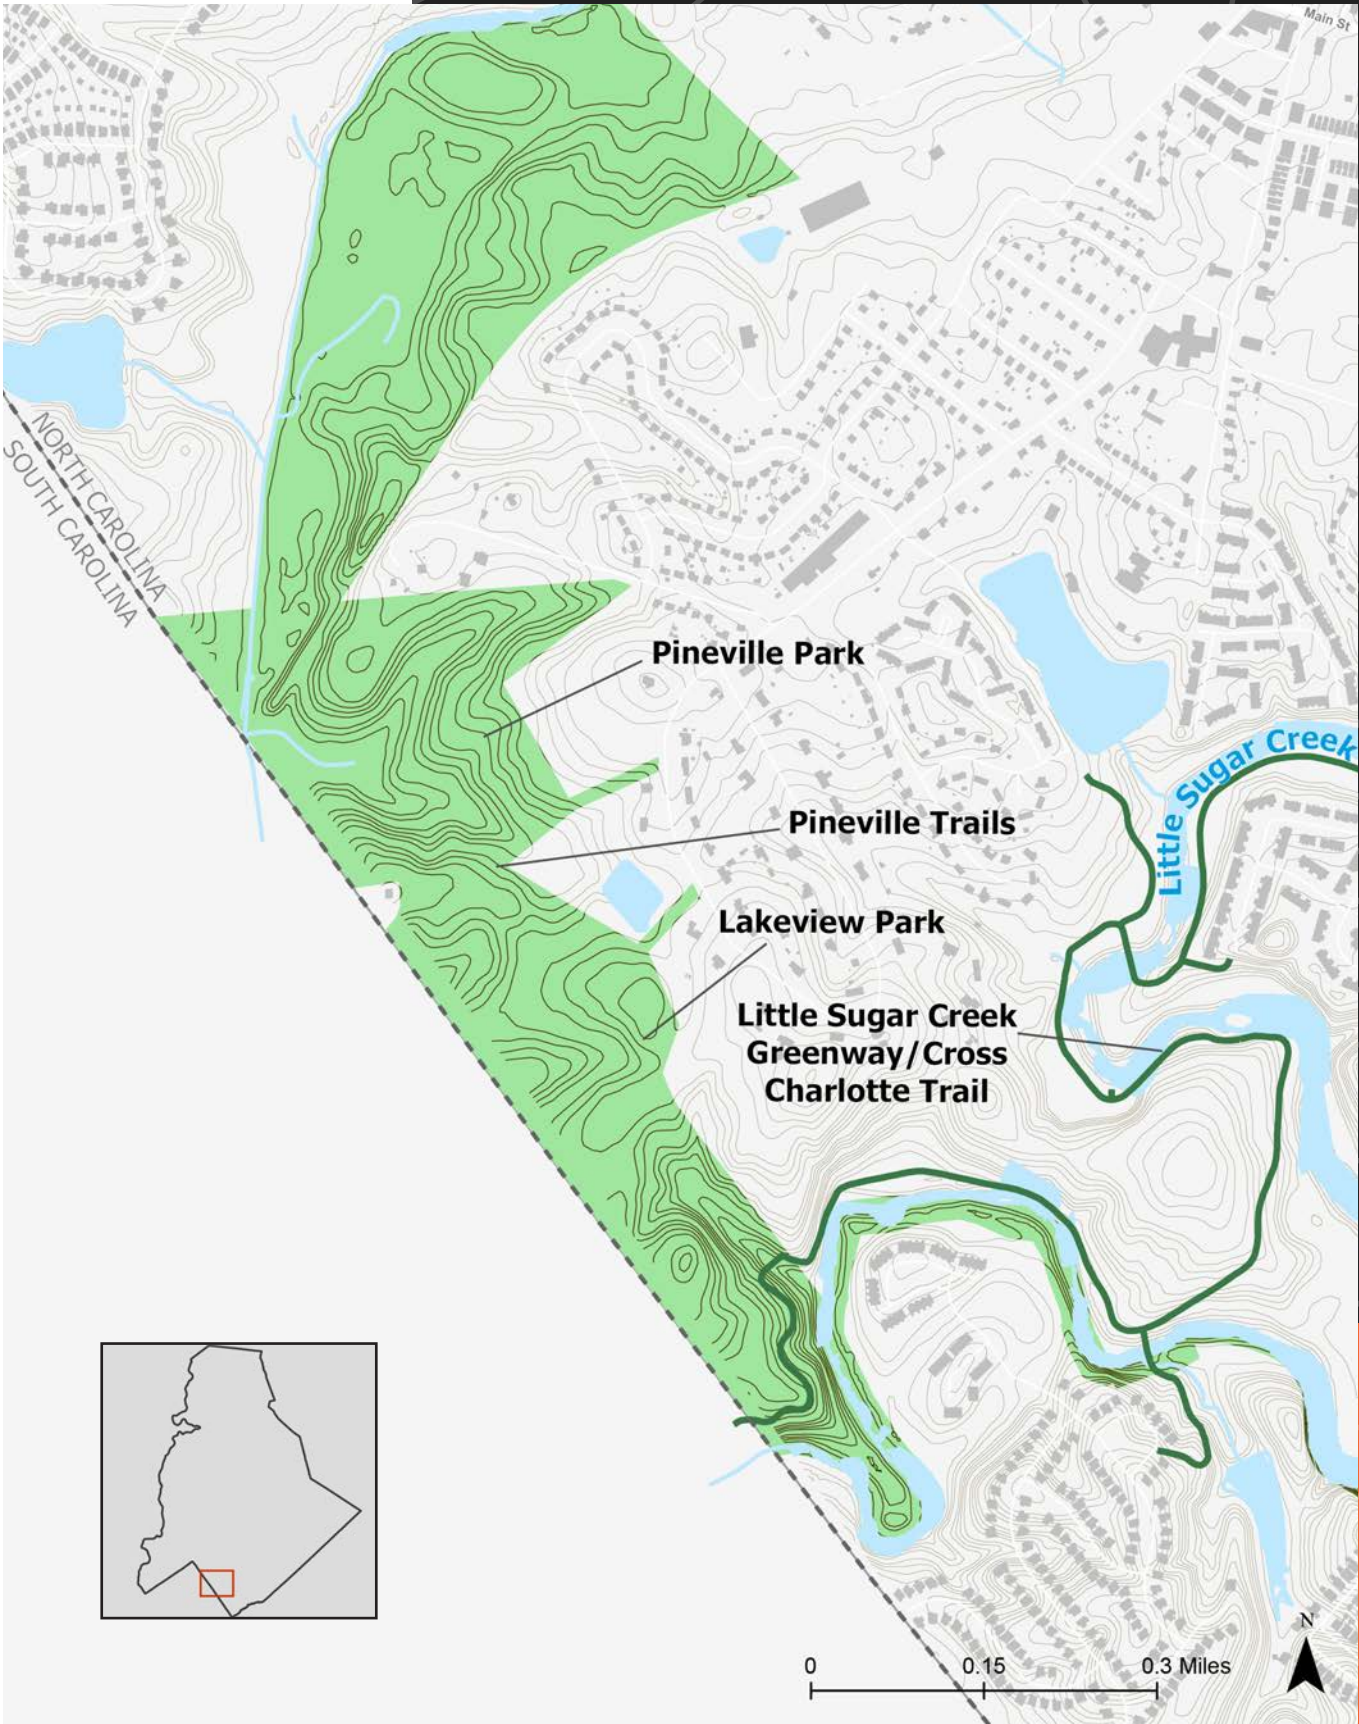 Main St
NORTH CAROLINA
SOUTH CAROLINA
Pineville Park
Little Sugar Creek
Pineville Trails
Lakeview Park
Little Sugar Creek
Greenway/Cross
Charlotte Trail
N
0 0.15 0.3 Miles